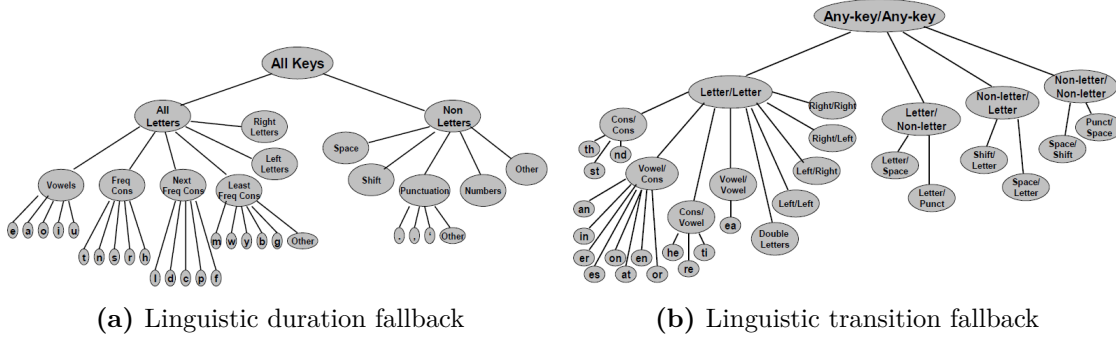 All Keys
All
Letters
Right
Letters
Left
Letters
Vowels
Freq
Cons
Next
Freq Cons
Least
Freq Cons
e a o i u
t n s r h
l d c p f
m w y b g Other
Non
Letters
Space
Shift
Punctuation
Numbers
Other
. , ' Other
(a) Linguistic duration fallback
Any-key/Any-key
Letter/Letter
Cons/
Cons
th
st
nd
Vowel/
Cons
an
in
er
es
on
at
en
or
Cons/
Vowel
he
re
ti
Vowel/
Vowel
ea
Double
Letters
Left/Left
Left/Right
Right/Left
Right/Right
Letter/
Non-letter
Letter/
Space
Letter/
Punct
Non-letter/
Letter
Shift/
Letter
Space/
Letter
Non-letter/
Non-letter
Space/
Shift
Punct/
Space
(b) Linguistic transition fallback